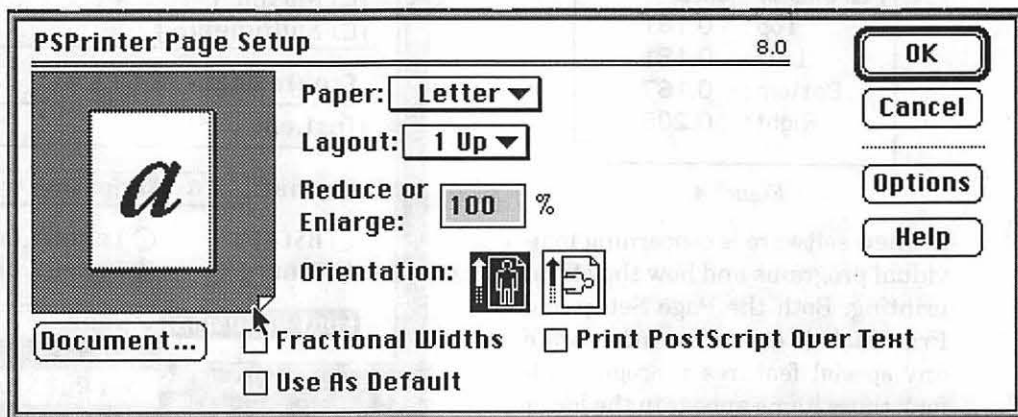 PSPrinter Page Setup 8.0
OK
Paper: Letter
Cancel
Layout: 1 Up
Reduce or Enlarge: 100 %
Options
Help
Orientation:
a
Document...
Fractional Widths
Print PostScript Over Text
Use As Default